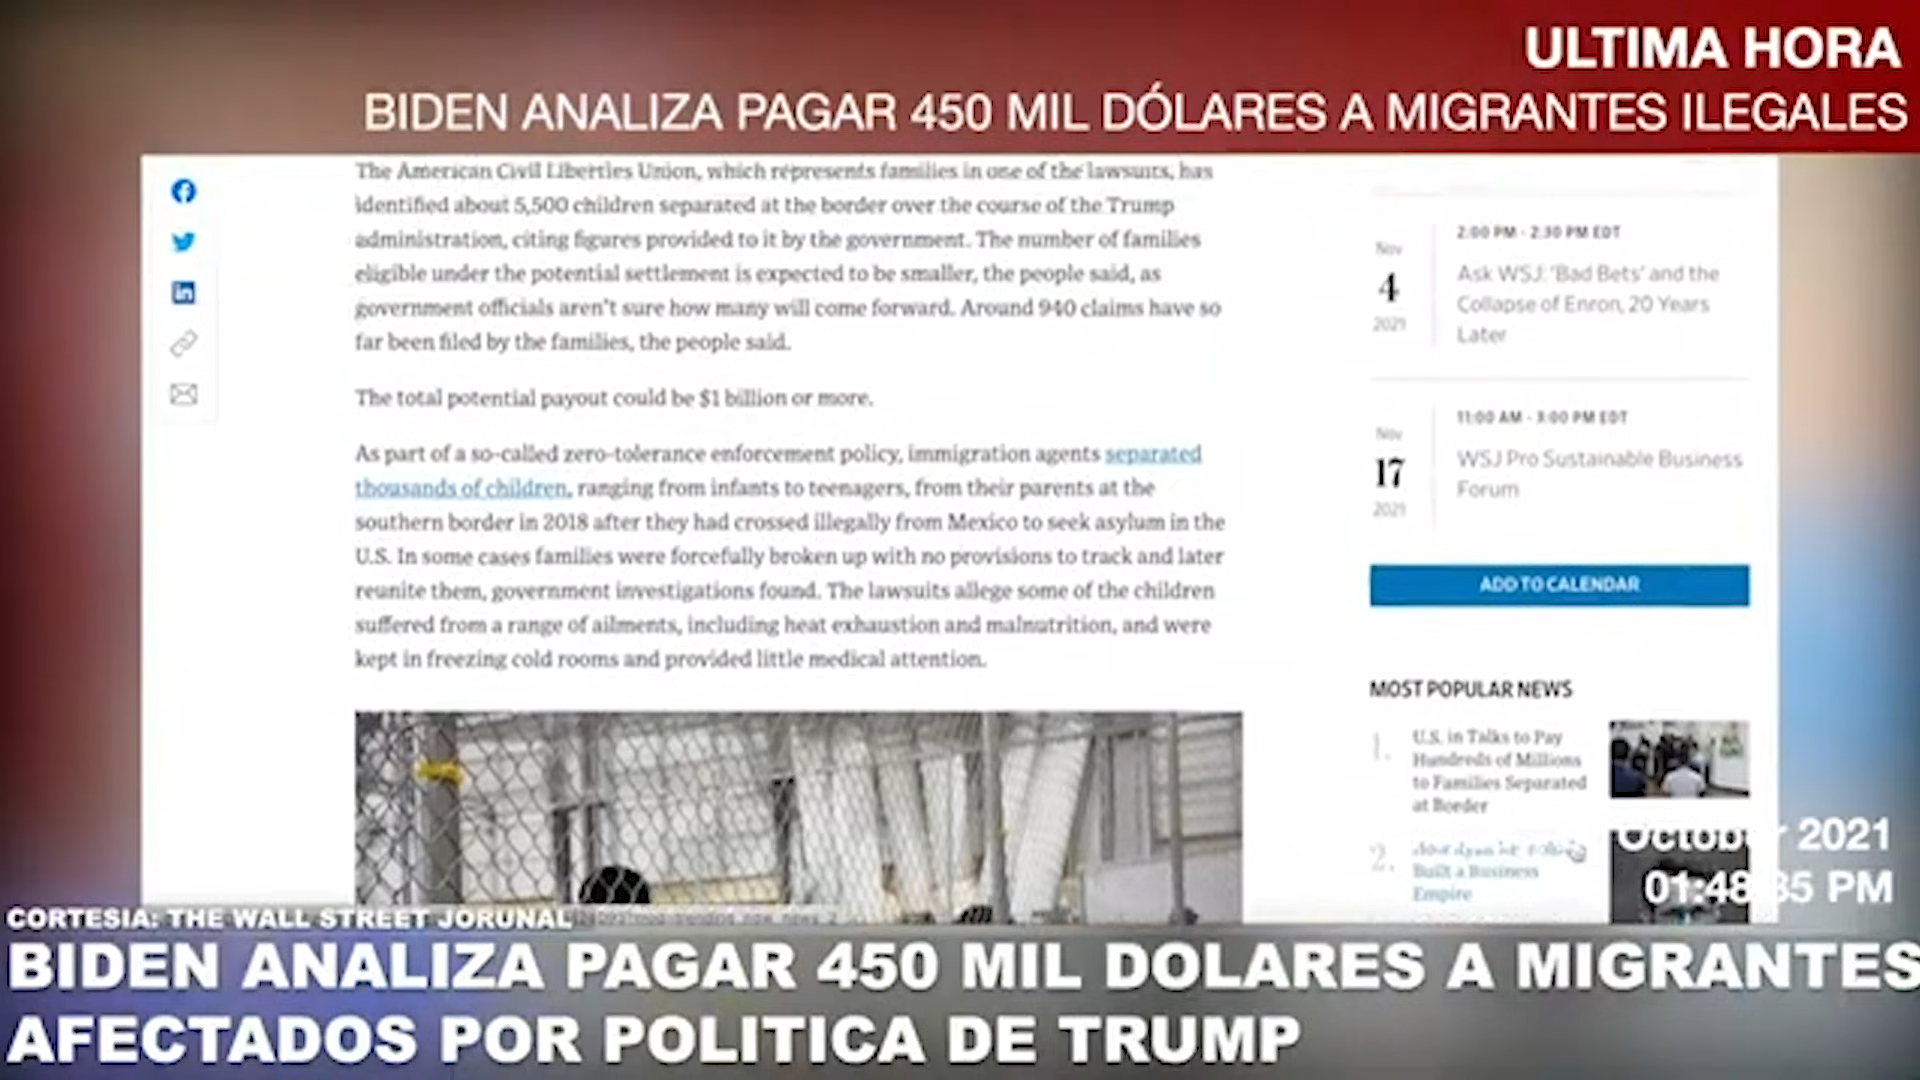 ULTIMA HORA
BIDEN ANALIZA PAGAR 450 MIL DÓLARES A MIGRANTES ILEGALES
The American Civil Liberties Union, which represents families in one of the lawsuits, has
identified about 5,500 children separated at the border over the course of the Trump
administration, citing figures provided to it by the government. The number of families
eligible under the potential settlement is expected to be smaller, the people said, as
government officials aren't sure how many will come forward. Around 940 claims have so
far been filed by the families, the people said.
The total potential payout could be $1 billion or more.
As part of a so-called zero-tolerance enforcement policy, immigration agents separated
thousands of children, ranging from infants to teenagers, from their parents at the
southern border in 2018 after they had crossed illegally from Mexico to seek asylum in the
U.S. In some cases families were forcefully broken up with no provisions to track and later
reunite them, government investigations found. The lawsuits allege some of the children
suffered from a range of ailments, including heat exhaustion and malnutrition, and were
kept in freezing cold rooms and provided little medical attention.
2:00 PM - 2:30 PM EDT
Nov
4
2021
Ask WSJ: 'Bad Bets' and the
Collapse of Enron, 20 Years
Later
11:00 AM - 3:00 PM EDT
Nov
17
2021
WSJ Pro Sustainable Business
Forum
ADD TO CALENDAR
MOST POPULAR NEWS
1.
U.S. in Talks to Pay
Hundreds of Millions
to Families Separated
at Border
2.
Built a Business
Empire
October 2021
01:48:35 PM
CORTESIA: THE WALL STREET JORUNAL
BIDEN ANALIZA PAGAR 450 MIL DOLARES A MIGRANTES
AFECTADOS POR POLITICA DE TRUMP